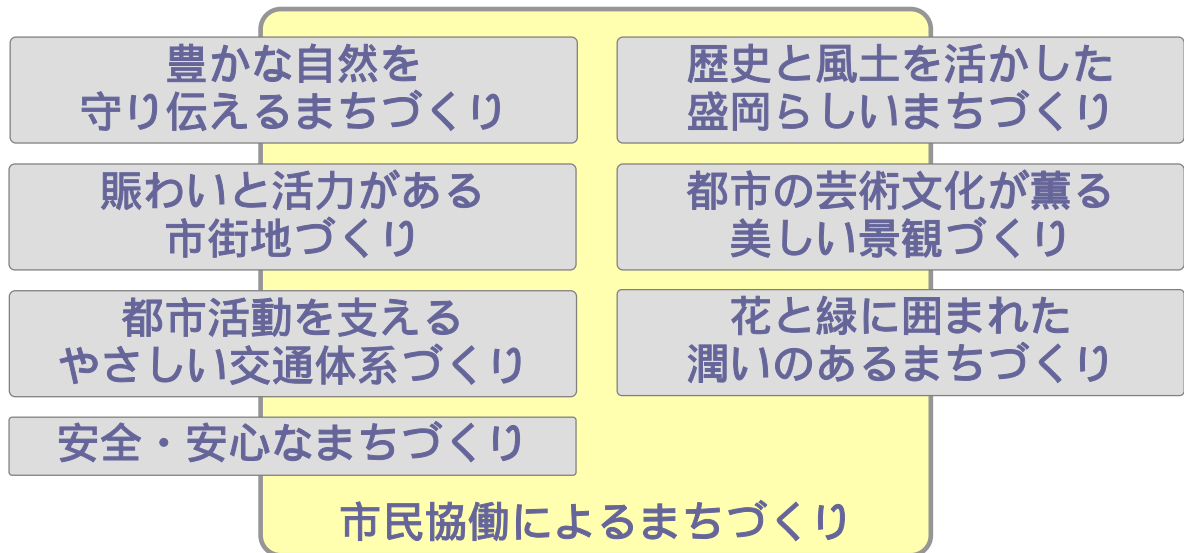 豊かな自然を
守り伝えるまちづくり
賑わいと活力がある
市街地づくり
都市活動を支える
やさしい交通体系づくり
安全・安心なまちづくり
歴史と風土を活かした
盛岡らしいまちづくり
都市の芸術文化が薫る
美しい景観づくり
花と緑に囲まれた
潤いのあるまちづくり
市民協働によるまちづくり